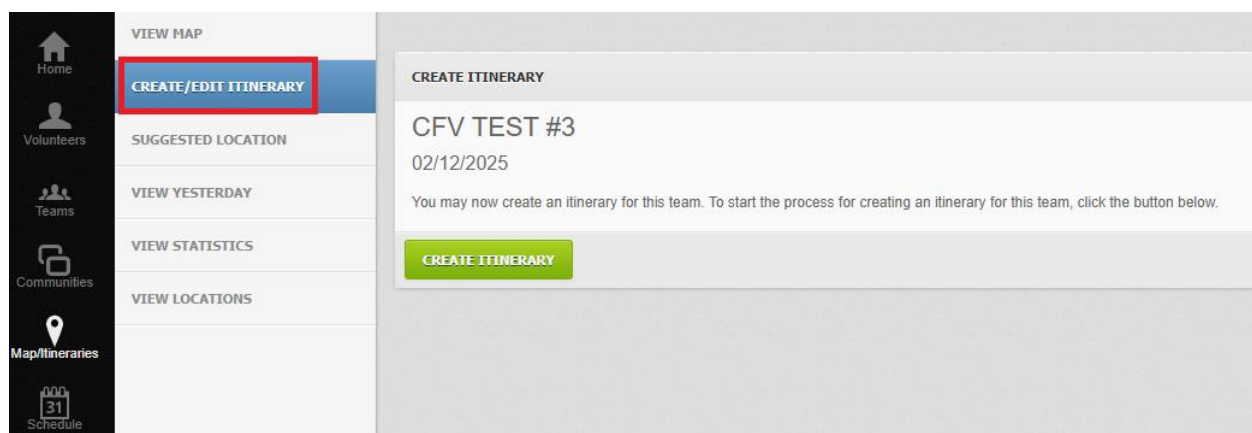 Home
Volunteers
Teams
Communities
Map/Itineraries
31
Schedule
VIEW MAP
CREATE/EDIT ITINERARY
SUGGESTED LOCATION
VIEW YESTERDAY
VIEW STATISTICS
VIEW LOCATIONS
CREATE ITINERARY
CFV TEST #3
02/12/2025
You may now create an itinerary for this team. To start the process for creating an itinerary for this team, click the button below.
CREATE ITINERARY